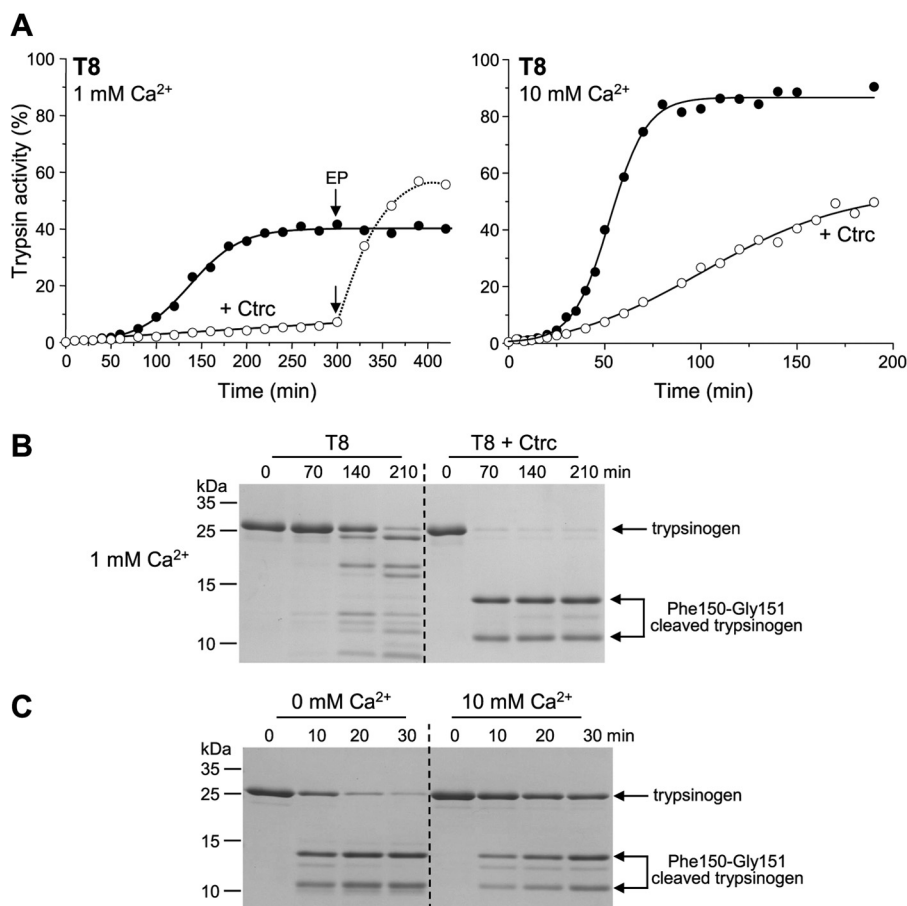 A
T8
1 mM Ca²⁺
Trypsin activity (%)
100
80
60
40
20
0
EP
+ Ctrc
0 50 100 150 200 250 300 350 400
Time (min)
T8
10 mM Ca²⁺
100
80
60
40
20
0
+ Ctrc
0 50 100 150 200
Time (min)
B
T8 T8 + Ctrc
0 70 140 210 0 70 140 210 min
kDa
35
25
15
10
1 mM Ca²⁺
trypsinogen
Phe150-Gly151
cleaved trypsinogen
C
0 mM Ca²⁺ 10 mM Ca²⁺
0 10 20 30 0 10 20 30 min
kDa
35
25
15
10
trypsinogen
Phe150-Gly151
cleaved trypsinogen